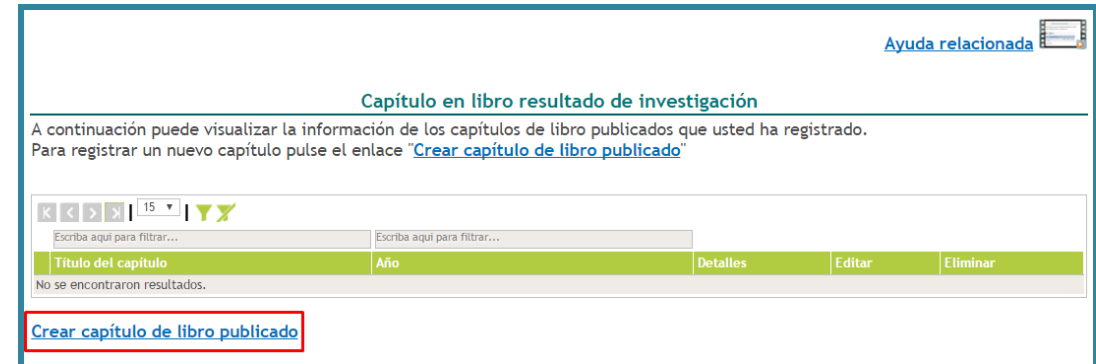 Ayuda relacionada
Capítulo en libro resultado de investigación
A continuación puede visualizar la información de los capítulos de libro publicados que usted ha registrado.
Para registrar un nuevo capítulo pulse el enlace "Crear capítulo de libro publicado"
15
Escriba aqui para filtrar... Escriba aqui para filtrar...
Título del capítulo Año Detalles Editar Eliminar
No se encontraron resultados.
Crear capítulo de libro publicado